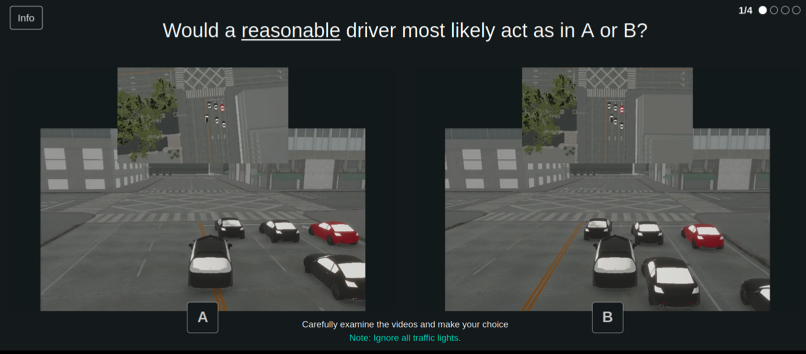 Info
1/4
Would a reasonable driver most likely act as in A or B?
A
B
Carefully examine the videos and make your choice
Note: Ignore all traffic lights.